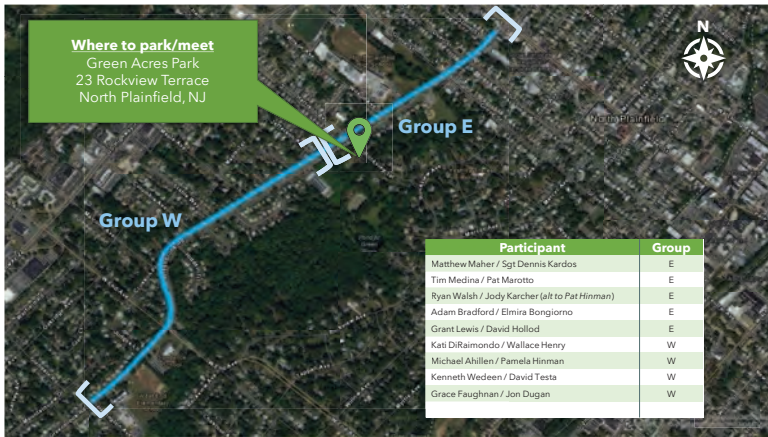 Where to park/meet
Green Acres Park
23 Rockview Terrace
North Plainfield, NJ
N
North Plainfield
Group E
Group W
Participant Group
Matthew Maher / Sgt Dennis Kardos E
Tim Medina / Pat Marotto E
Ryan Walsh / Jody Karcher (alt to Pat Hinman) E
Adam Bradford / Elmira Bongiorno E
Grant Lewis / David Hollod E
Kati DiRaimondo / Wallace Henry W
Michael Ahillen / Pamela Hinman W
Kenneth Wedeen / David Testa W
Grace Faughnan / Jon Dugan W